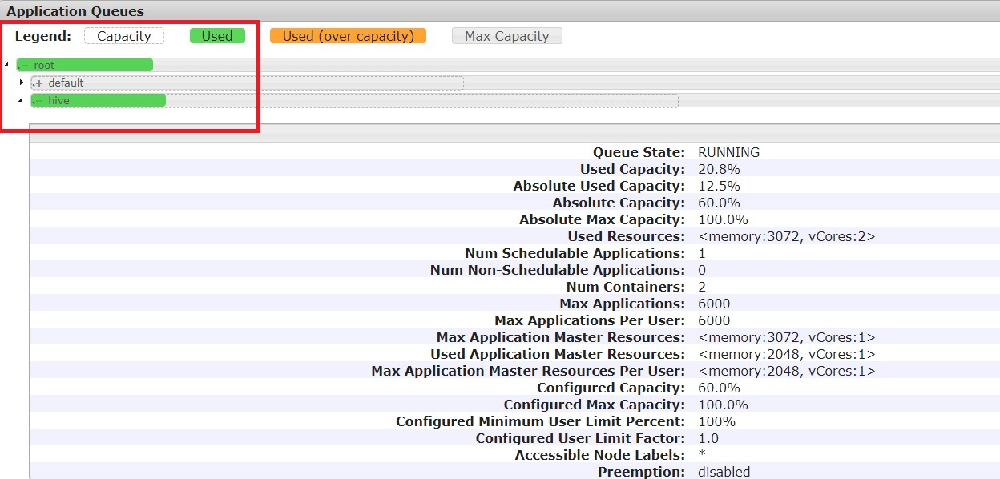 Application Queues
Legend: Capacity Used Used (over capacity) Max Capacity
- root
+ default
- hive
Queue State: RUNNING
Used Capacity: 20.8%
Absolute Used Capacity: 12.5%
Absolute Capacity: 60.0%
Absolute Max Capacity: 100.0%
Used Resources: <memory:3072, vCores:2>
Num Schedulable Applications: 1
Num Non-Schedulable Applications: 0
Num Containers: 2
Max Applications: 6000
Max Applications Per User: 6000
Max Application Master Resources: <memory:3072, vCores:1>
Used Application Master Resources: <memory:2048, vCores:1>
Max Application Master Resources Per User: <memory:2048, vCores:1>
Configured Capacity: 60.0%
Configured Max Capacity: 100.0%
Configured Minimum User Limit Percent: 100%
Configured User Limit Factor: 1.0
Accessible Node Labels: *
Preemption: disabled